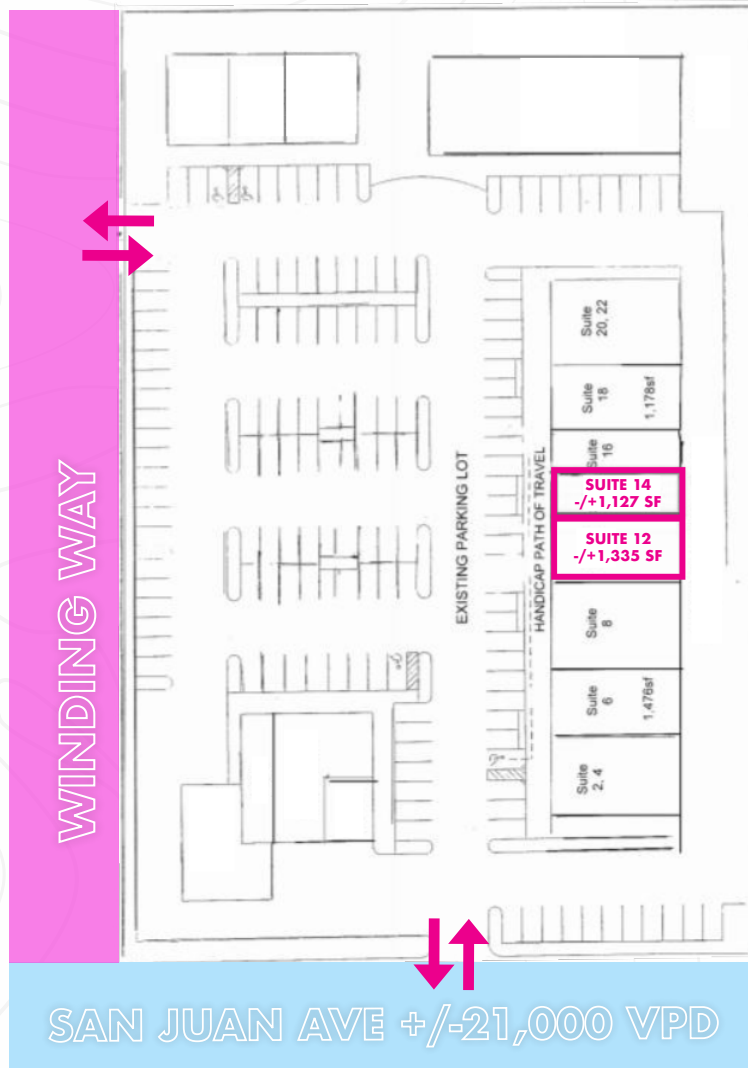 WINDING WAY
EXISTING PARKING LOT
HANDICAP PATH OF TRAVEL
Suite
20, 22
Suite
18
1,178sf
Suite
16
SUITE 14
-/+1,127 SF
SUITE 12
-/+1,335 SF
Suite
8
Suite
6
1,476sf
Suite
2, 4
SAN JUAN AVE +/-21,000 VPD